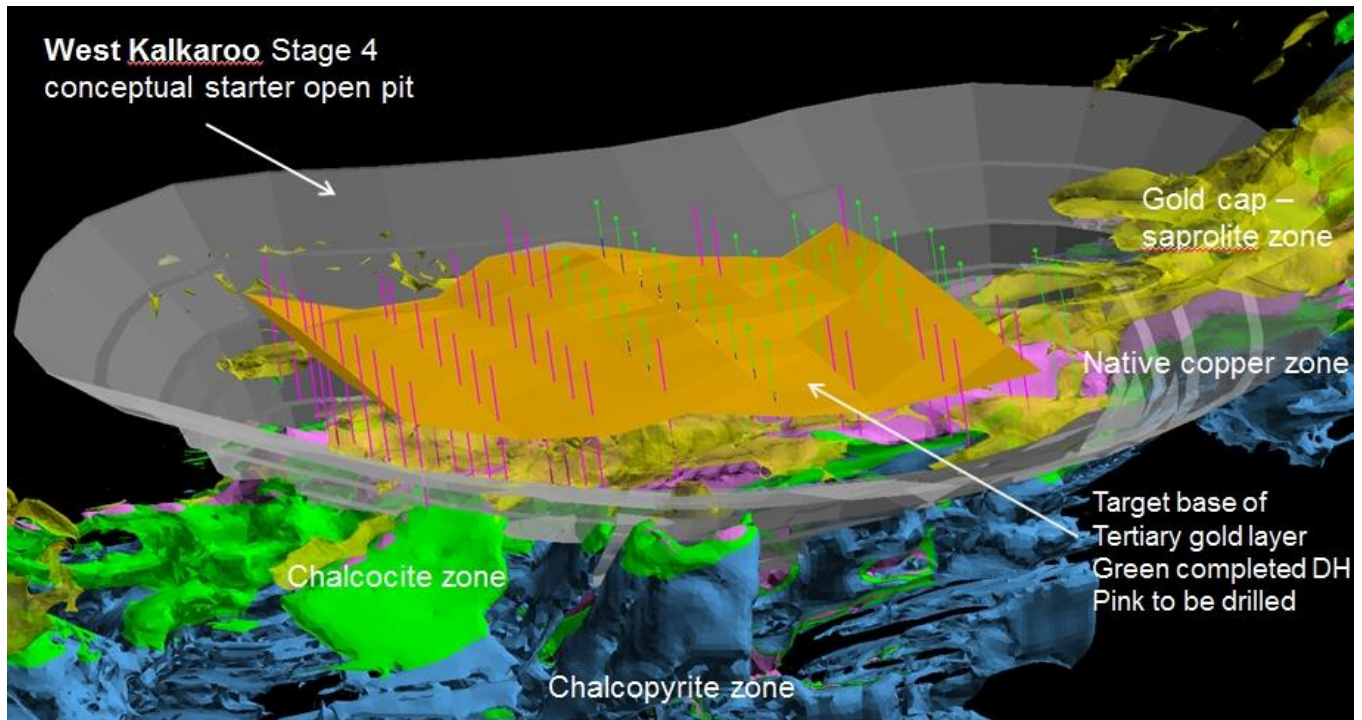 West Kalkaroo Stage 4
conceptual starter open pit
Gold cap –
saprolite zone
Native copper zone
Target base of
Tertiary gold layer
Green completed DH
Pink to be drilled
Chalcocite zone
Chalcopyrite zone